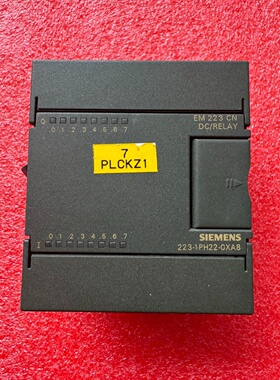 EM 223 CN
DC/RELAY
Q
0 1 2 3 4 5 6 7
7
PLCKZ1
I
0 1 2 3 4 5 6 7
SIEMENS
223-1PH22-0XA8